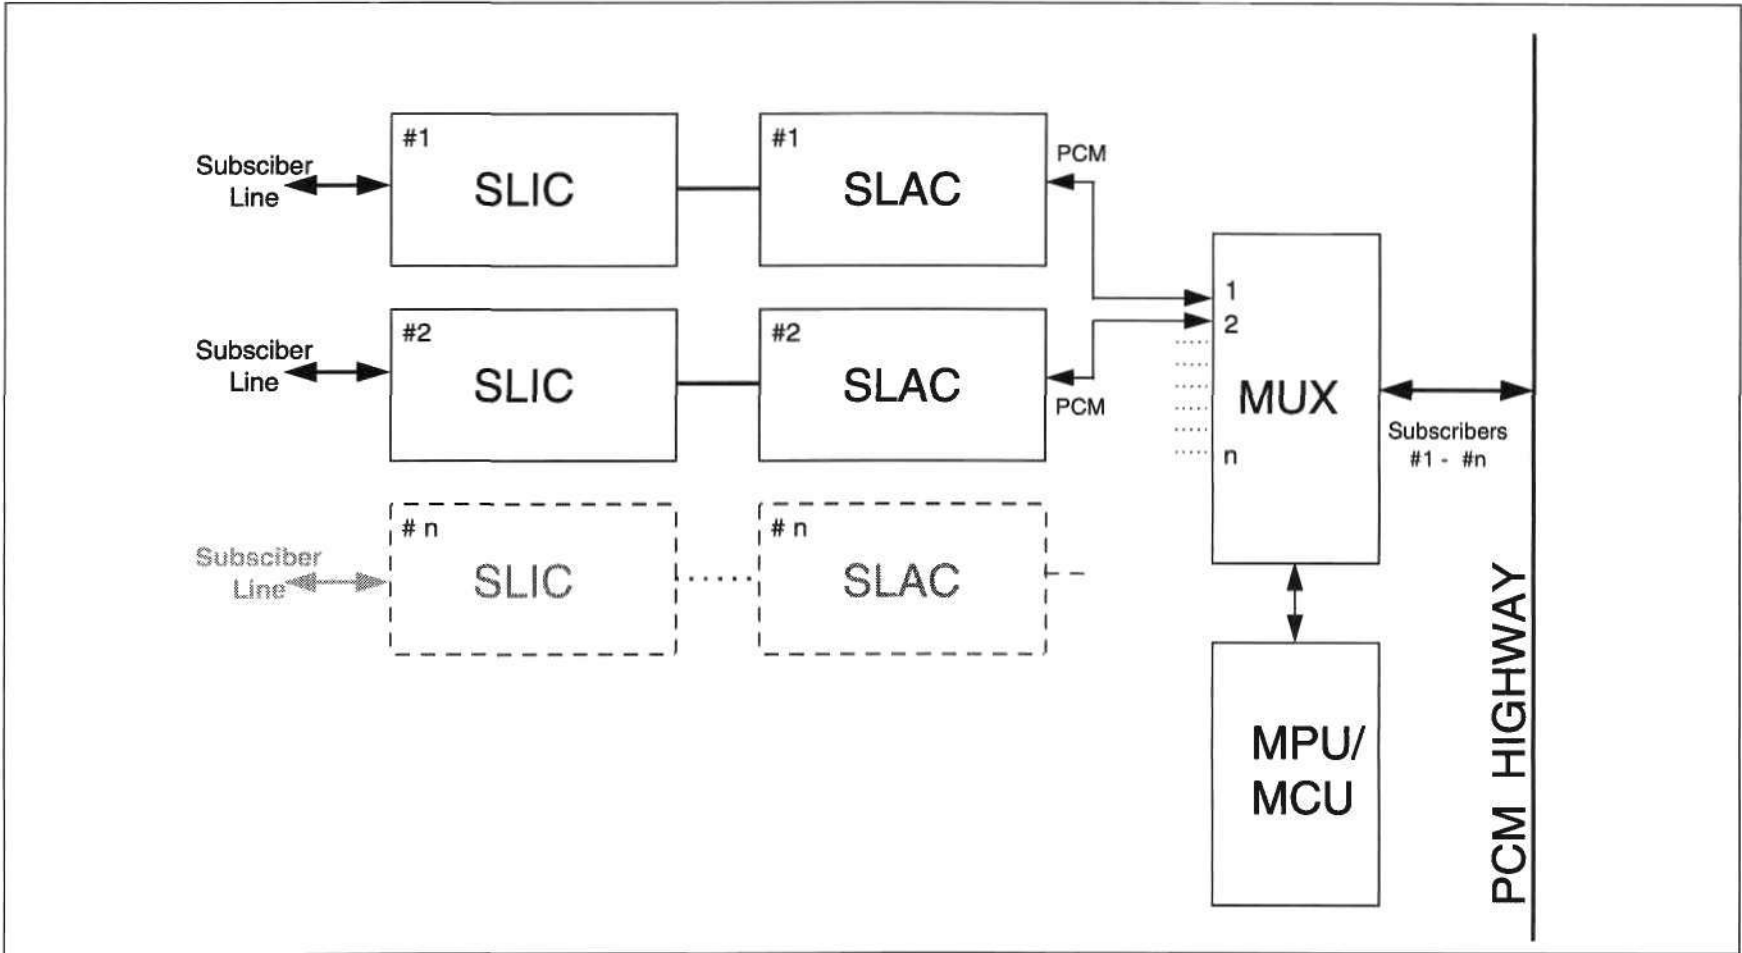 #1
SLIC
#1
SLAC
PCM
Subsciber
Line
#2
SLIC
#2
SLAC
PCM
Subsciber
Line
# n
SLIC
# n
SLAC
Subsciber
Line
1
2
n
MUX
Subscribers
#1 - #n
MPU/
MCU
PCM HIGHWAY